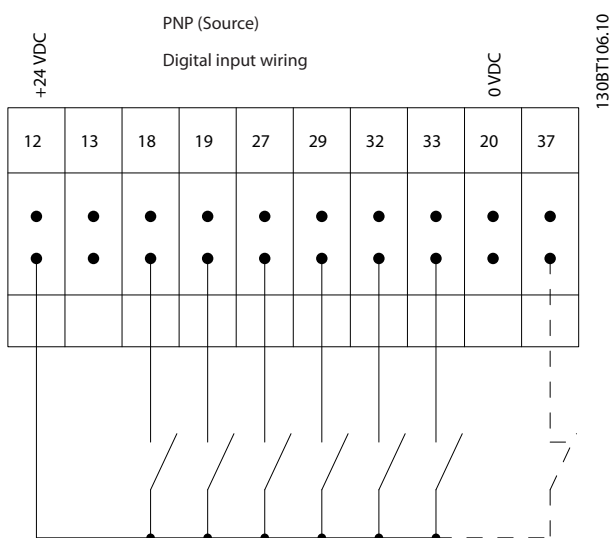 PNP (Source)
Digital input wiring
+24 VDC
0 VDC
130BT106.10
12 13 18 19 27 29 32 33 20 37